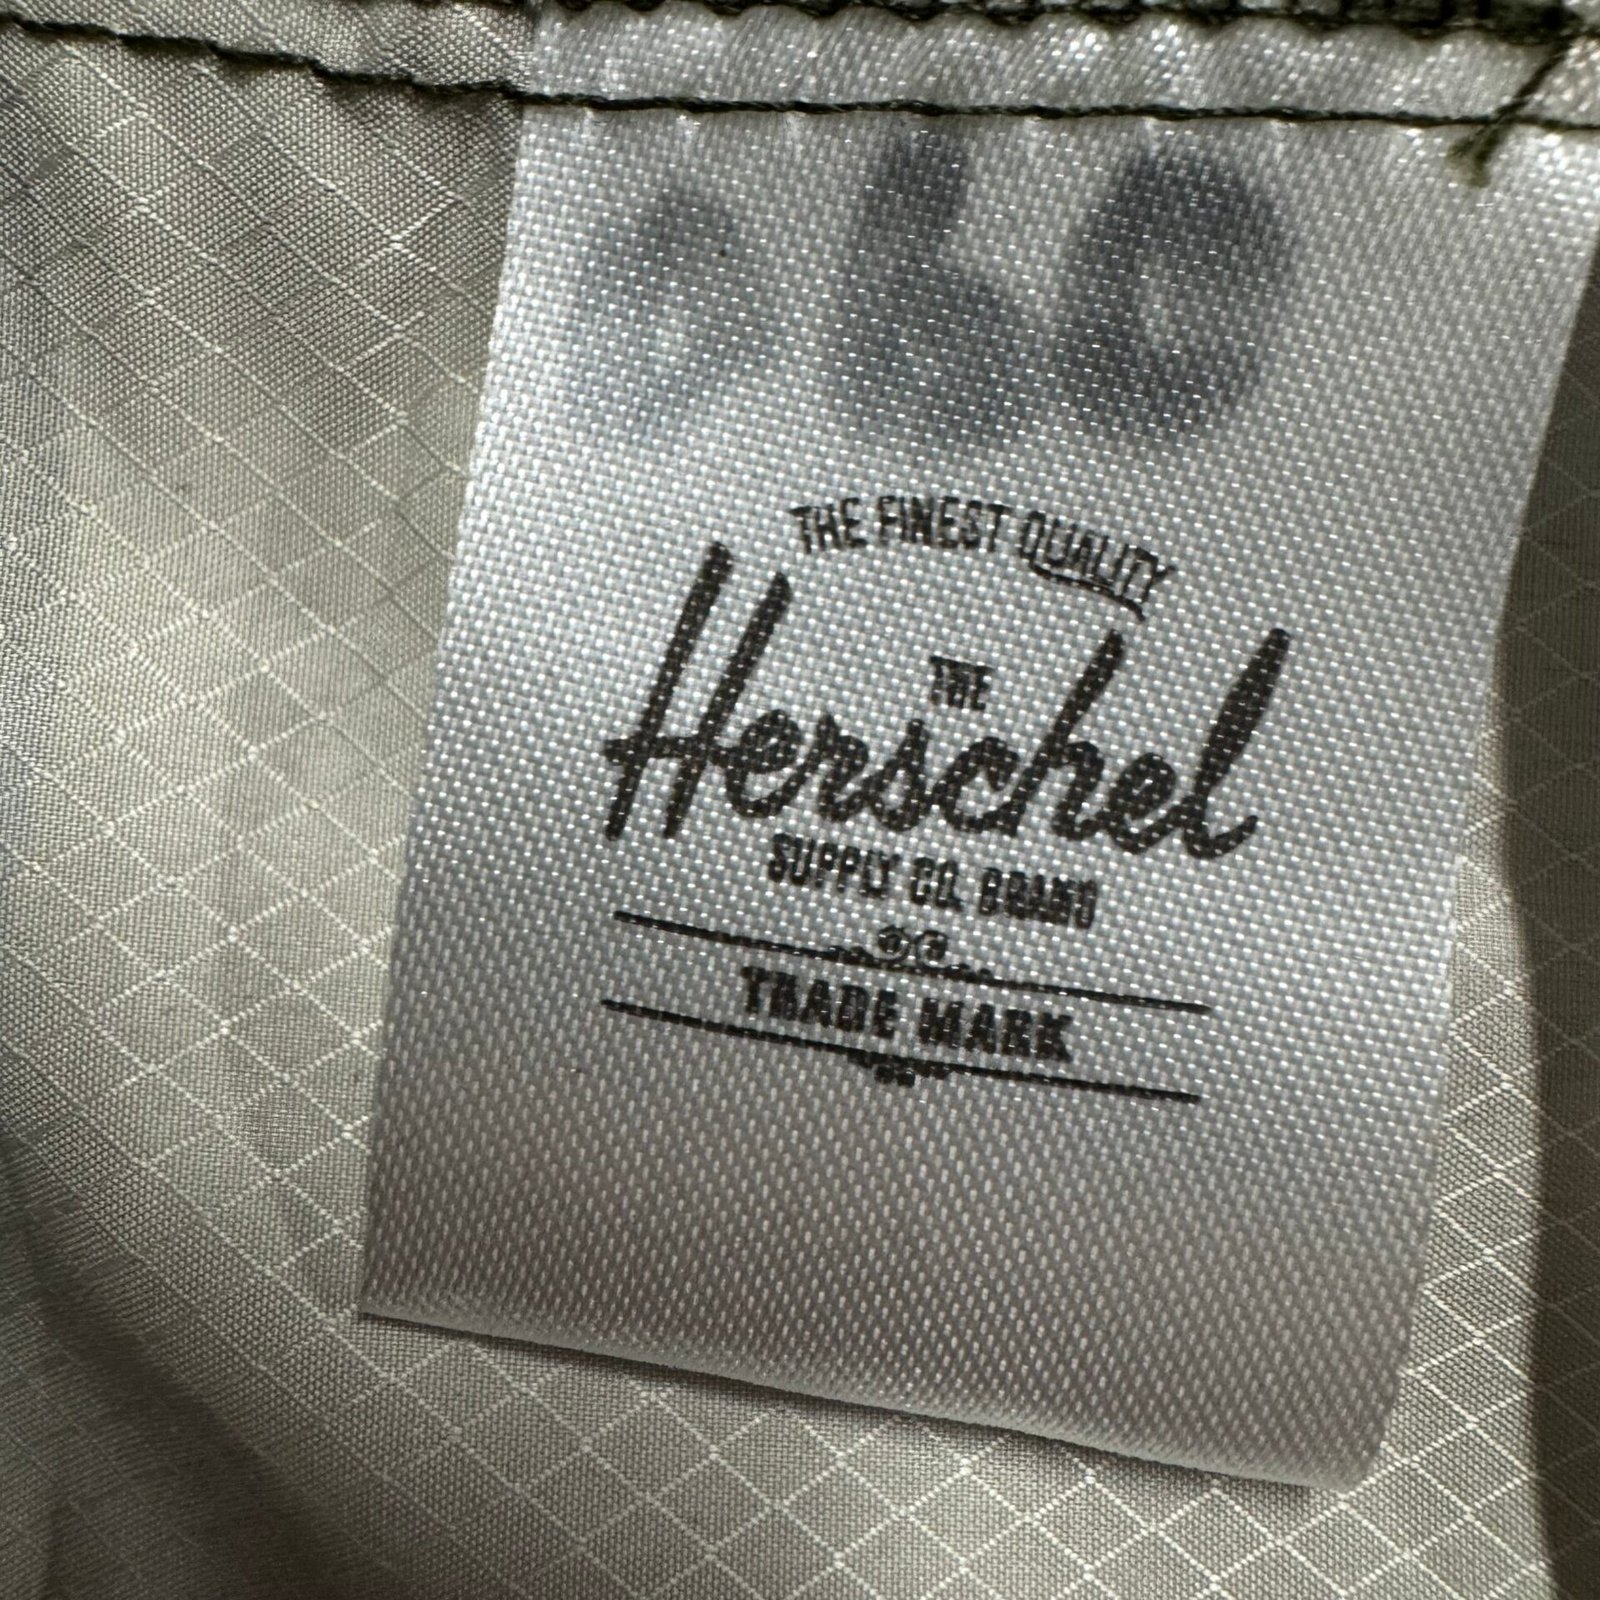 THE FINEST QUALITY
THE
Herschel
SUPPLY CO. BRAND
TRADE MARK